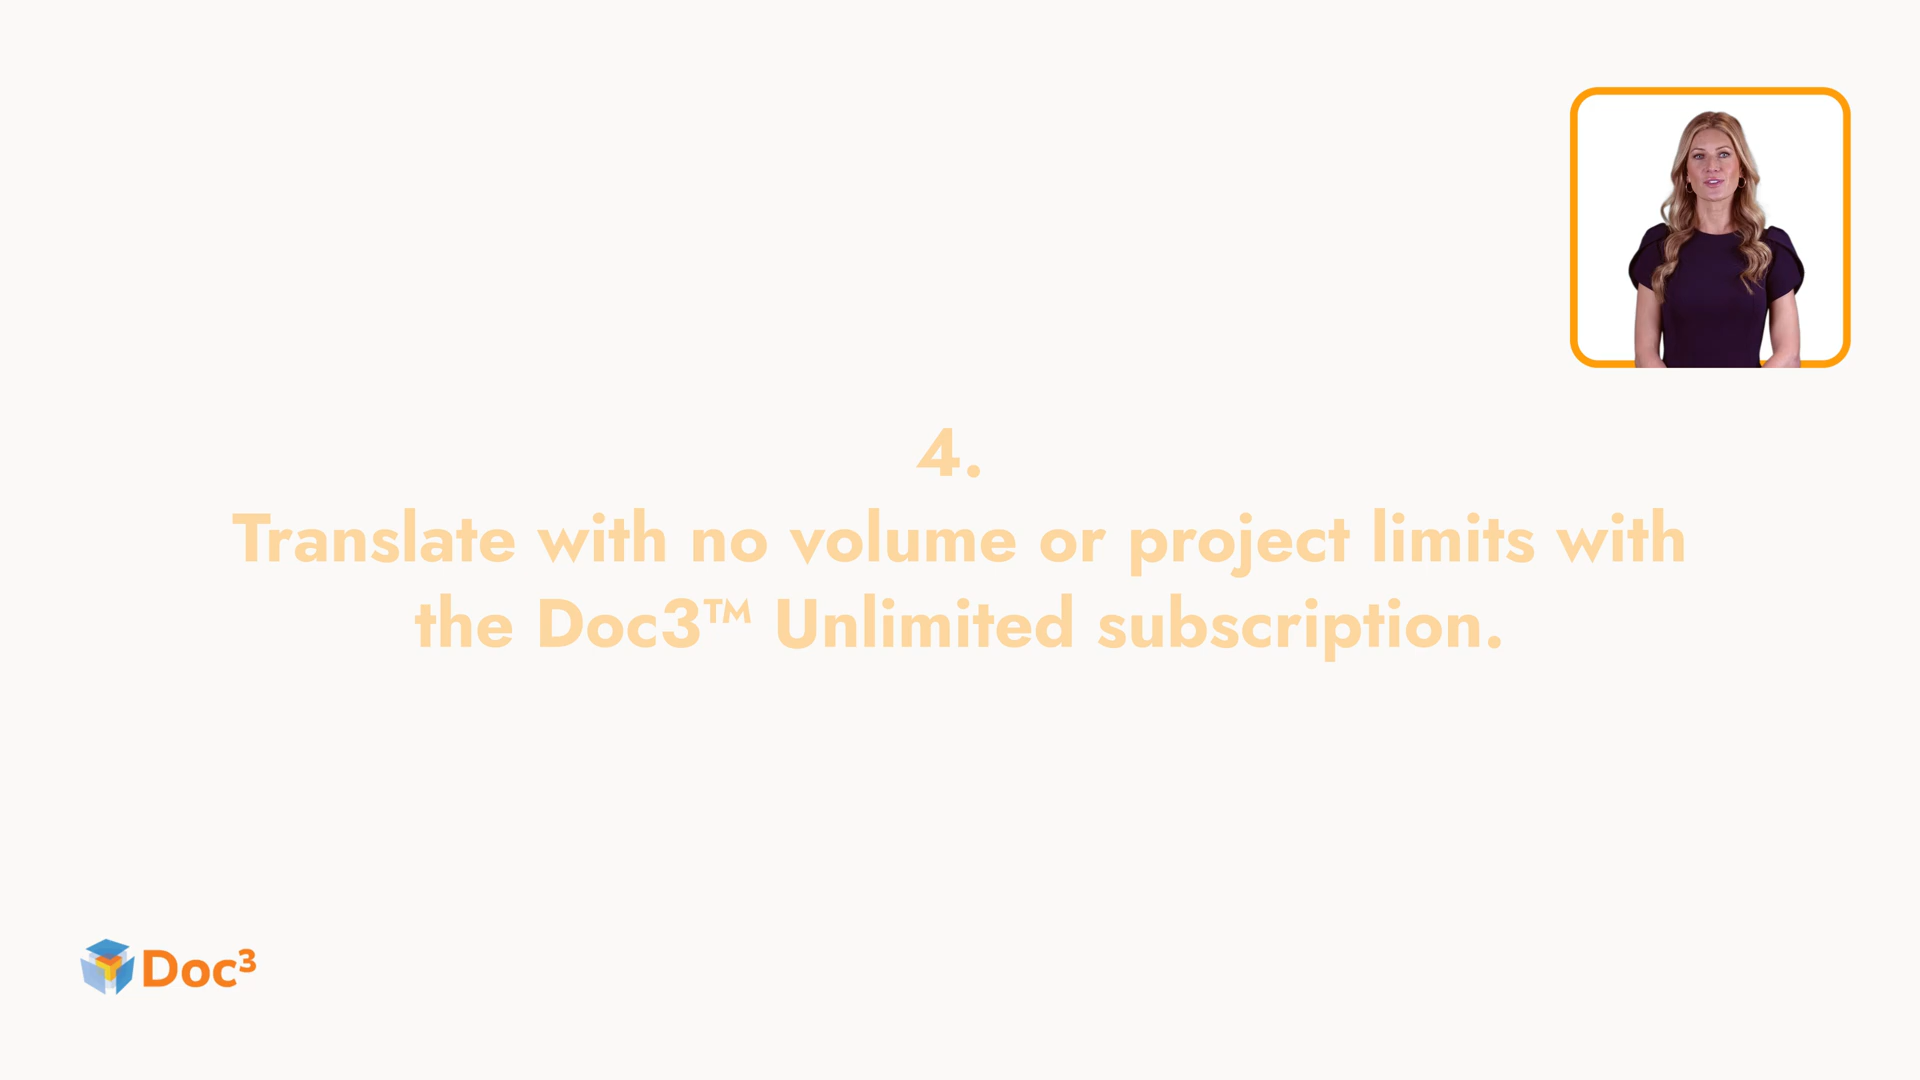 4.
Translate with no volume or project limits with
the Doc3™ Unlimited subscription.
Doc³